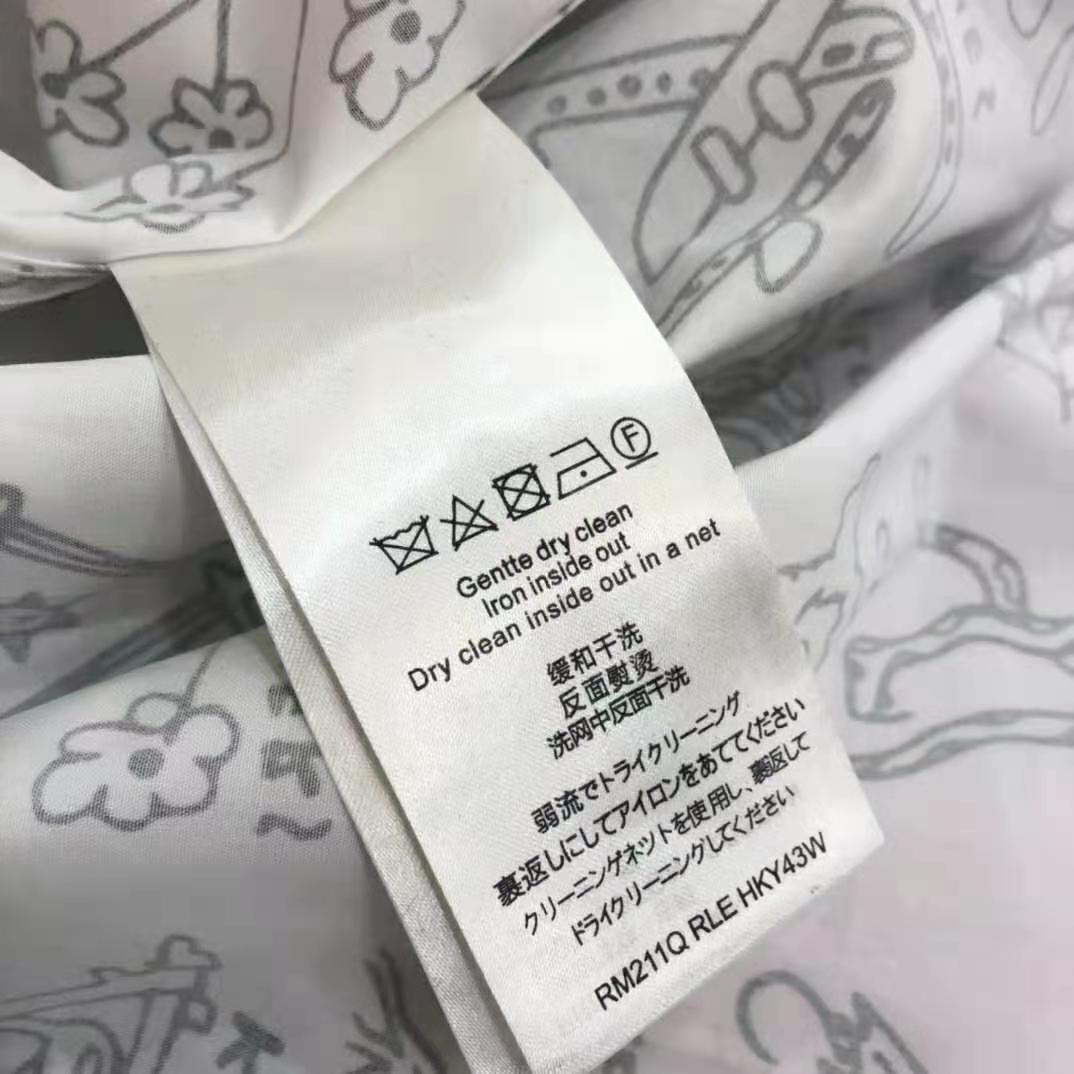 F
Gentte dry clean
Iron inside out
Dry clean inside out in a net
缓和干洗
反面熨烫
洗网中反面干洗
弱流でトライクリーニング
裏返しにしてアイロンをあててください
クリーニングネットを使用し、裏返して
ドライクリーニングしてください
RM211Q RLE HKY43W